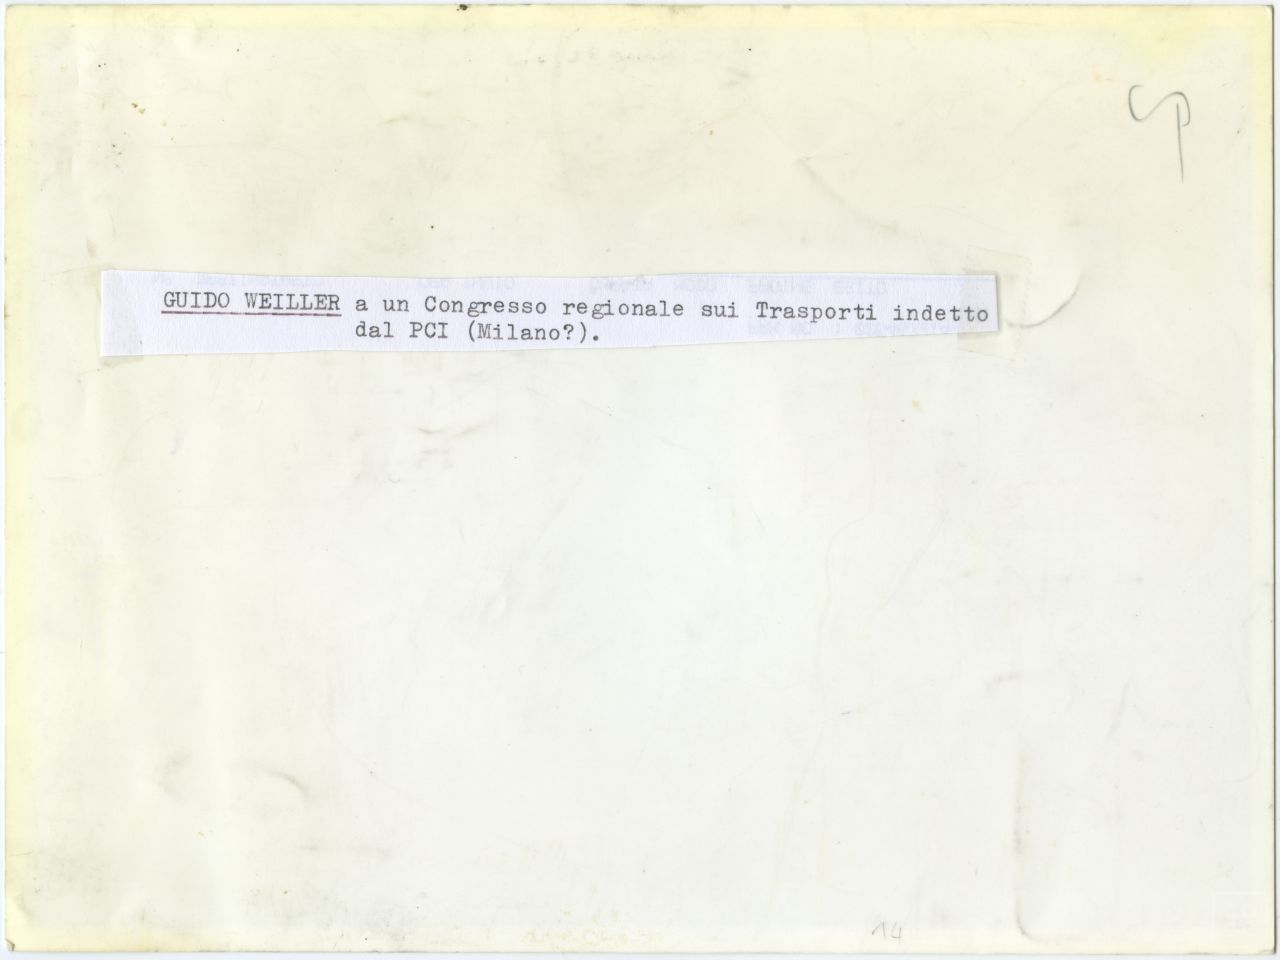 GUIDO WEILLER a un Congresso regionale sui Trasporti indetto
dal PCI (Milano?).
14